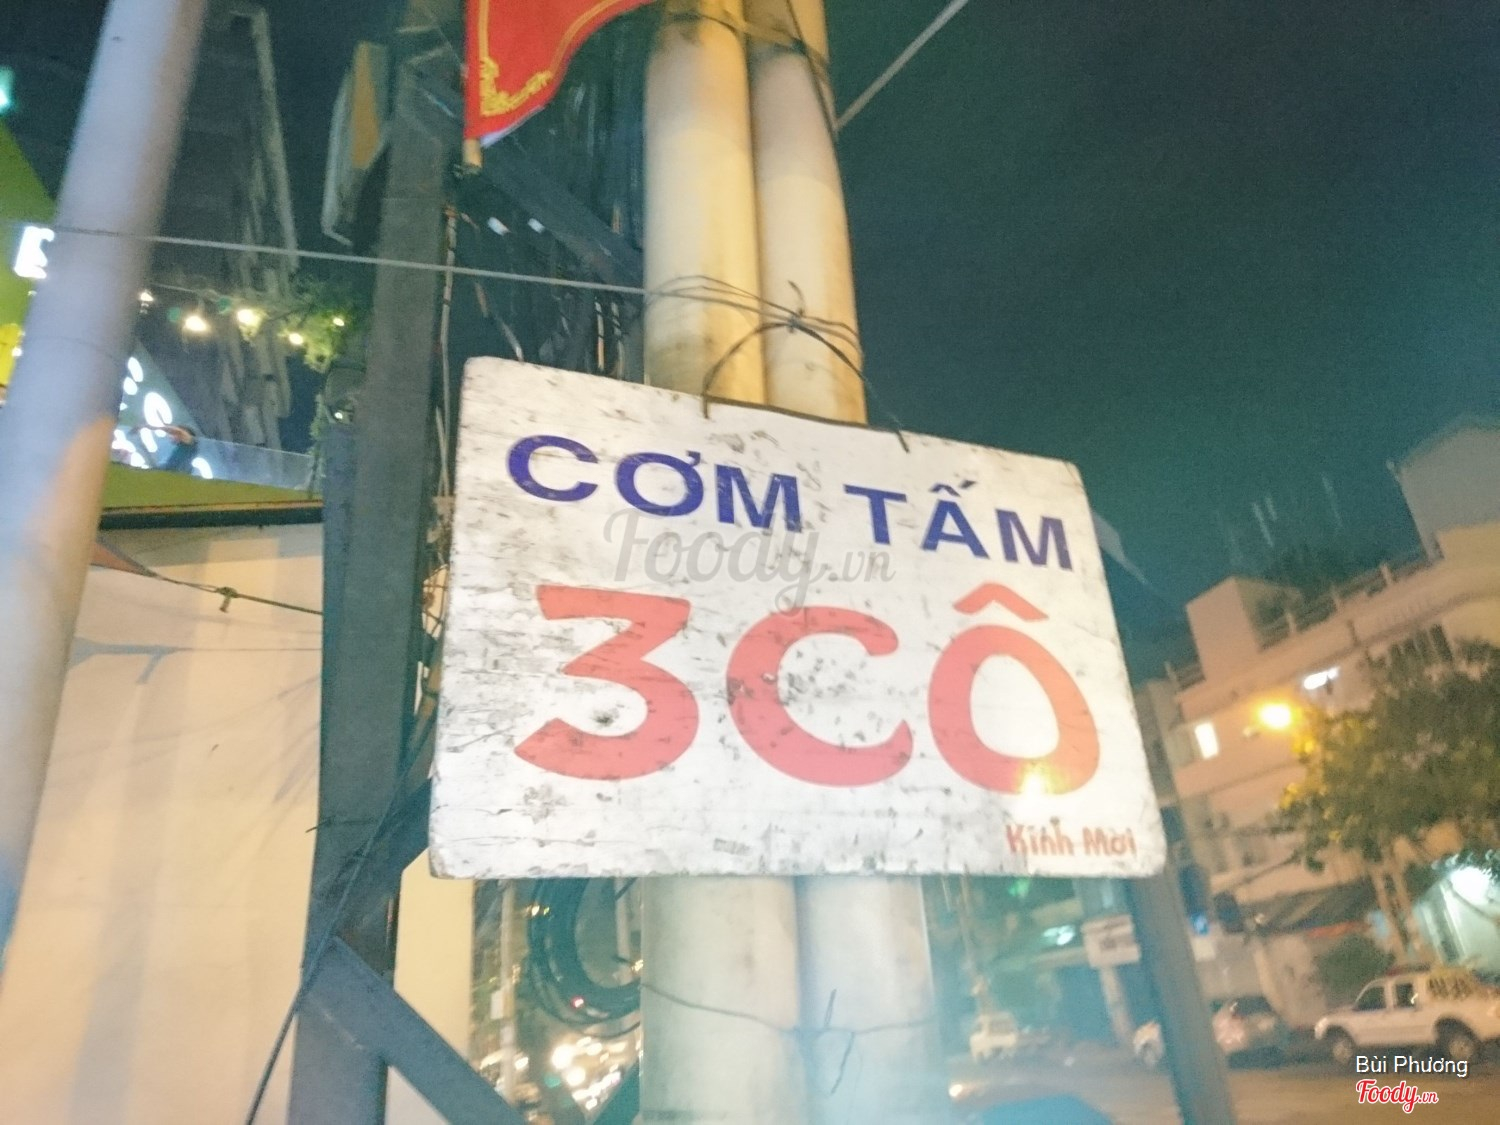 CƠM TẤM
Foody.vn
3CÔ
Kính Mời
Bùi Phương
Foody.vn